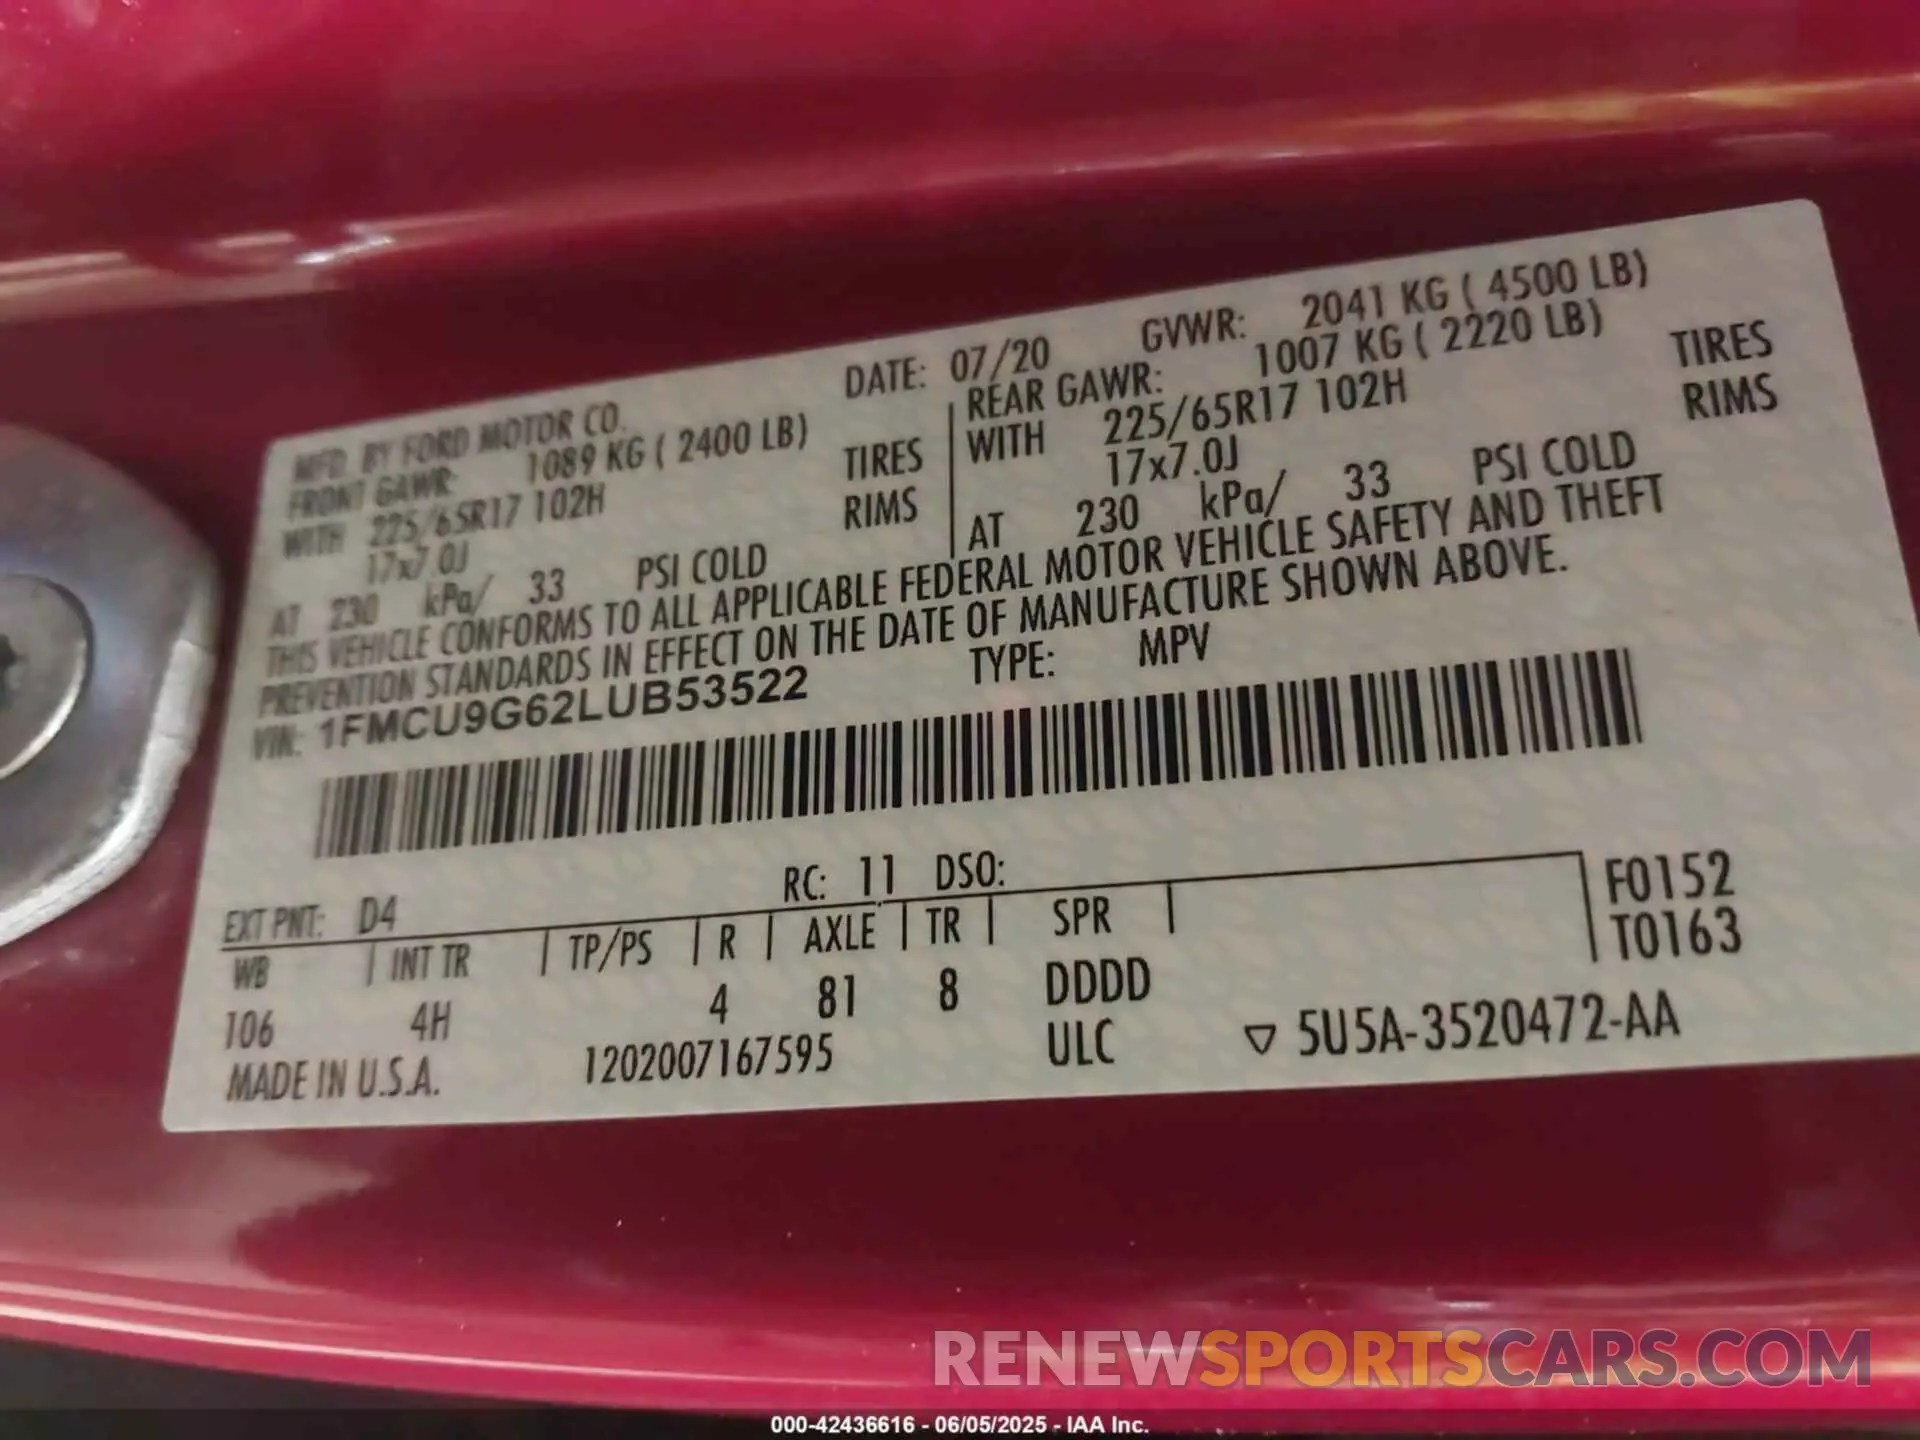 MFD. BY FORD MOTOR CO. DATE: 07/20 GVWR: 2041 KG ( 4500 LB)
FRONT GAWR: 1089 KG ( 2400 LB) REAR GAWR: 1007 KG ( 2220 LB)
WITH 225/65R17 102H TIRES WITH 225/65R17 102H TIRES
17x7.0J RIMS 17x7.0J RIMS
AT 230 kPa/ 33 PSI COLD AT 230 kPa/ 33 PSI COLD
THIS VEHICLE CONFORMS TO ALL APPLICABLE FEDERAL MOTOR VEHICLE SAFETY AND THEFT
PREVENTION STANDARDS IN EFFECT ON THE DATE OF MANUFACTURE SHOWN ABOVE.
VIN: 1FMCU9G62LUB53522 TYPE: MPV
EXT PNT: D4 RC: 11 DSO: F0152
WB INT TR TP/PS R AXLE TR SPR T0163
106 4H 4 81 8 DDDD
MADE IN U.S.A. 1202007167595 ULC ▽ 5U5A-3520472-AA
RENEWSPORTSCARS.COM
000-42436616 - 06/05/2025 - IAA Inc.